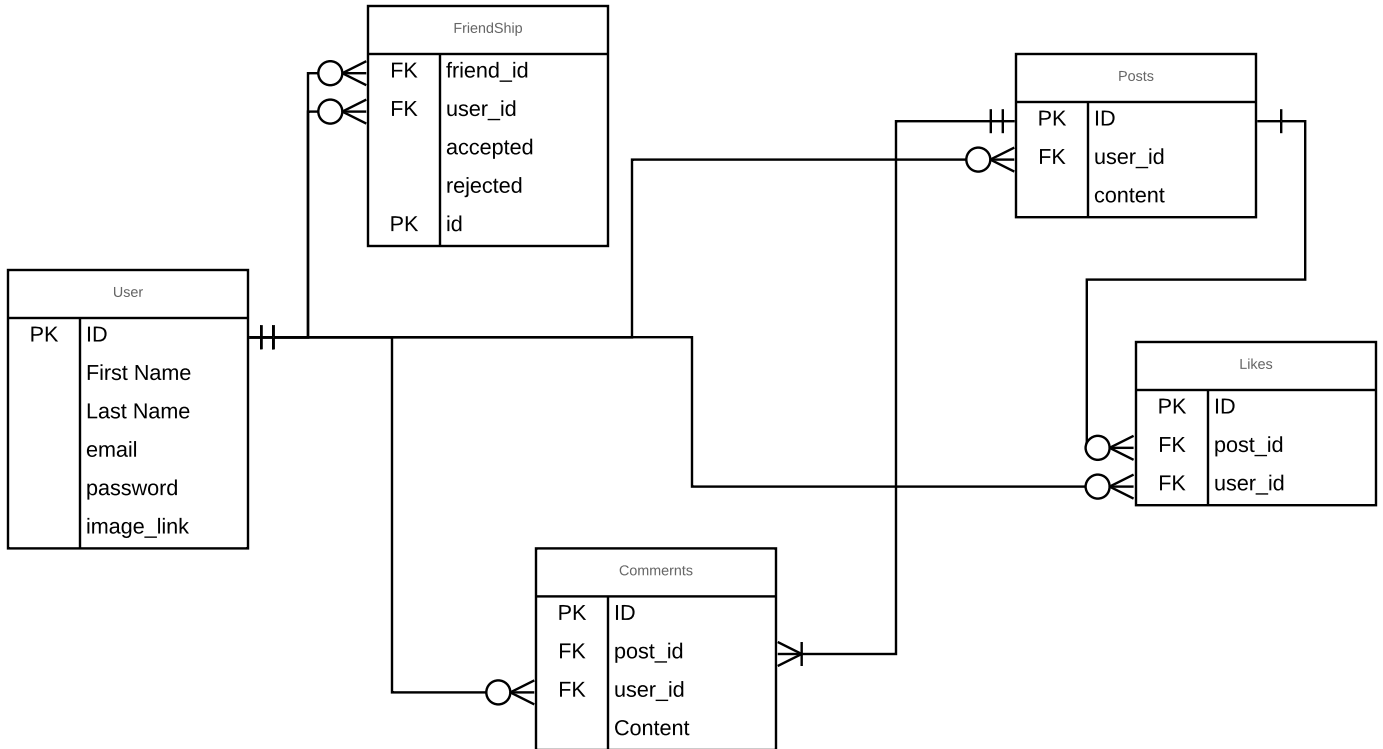 FriendShip
FK friend_id
FK user_id
accepted
rejected
PK id
Posts
PK ID
FK user_id
content
User
PK ID
First Name
Last Name
email
password
image_link
Likes
PK ID
FK post_id
FK user_id
Commernts
PK ID
FK post_id
FK user_id
Content